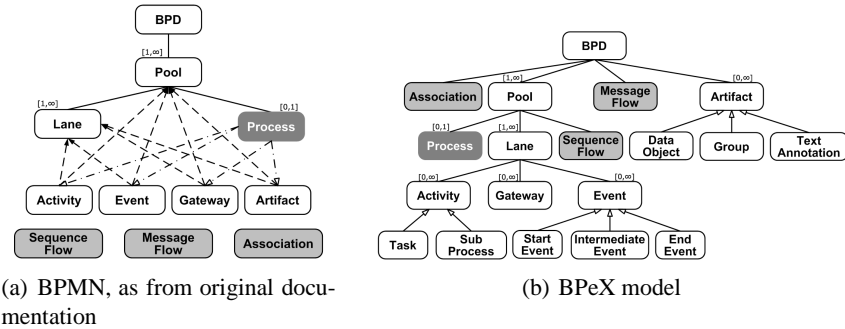 BPD
[1,∞]
Pool
[1,∞]
[0,1]
Lane
Process
Activity
Event
Gateway
Artifact
Sequence
Flow
Message
Flow
Association
(a) BPMN, as from original docu-
mentation
BPD
[1,∞]
[0,∞]
Association
Pool
Message
Flow
Artifact
[0,1]
[1,∞]
Process
Lane
Sequence
Flow
Data
Object
Group
Text
Annotation
[0,∞]
[0,∞]
[0,∞]
Activity
Gateway
Event
Task
Sub
Process
Start
Event
Intermediate
Event
End
Event
(b) BPeX model